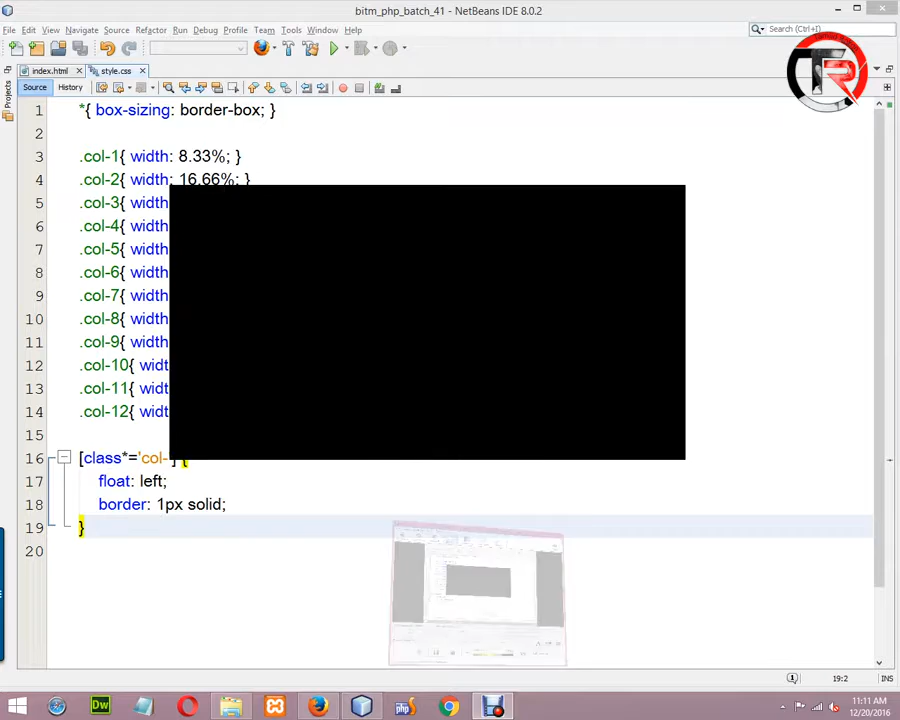 bitm_php_batch_41 - NetBeans IDE 8.0.2
File Edit View Navigate Source Refactor Run Debug Profile Team Tools Window Help
Search (Ctrl+I)
index.html
style.css
Source History
Projects
1 *{ box-sizing: border-box; }
2
3 .col-1{ width: 8.33%; }
4 .col-2{ width: 16.66%; }
5 .col-3{ width
6 .col-4{ width
7 .col-5{ width
8 .col-6{ width
9 .col-7{ width
10 .col-8{ width
11 .col-9{ width
12 .col-10{ widt
13 .col-11{ widt
14 .col-12{ widt
15
16 [class*='col-'] {
17 float: left;
18 border: 1px solid;
19 }
20
19:2 INS
Dw
php
11:11 AM
12/20/2016